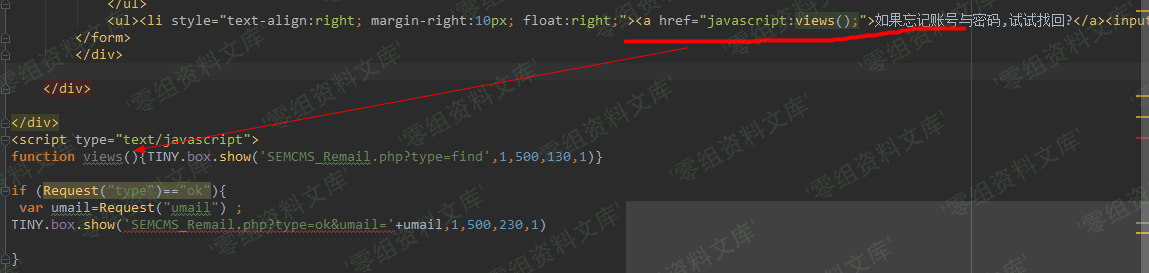 </ul>
<ul><li style="text-align:right; margin-right:10px; float:right;"><a href="javascript:views();">如果忘记账号与密码,试试找回?</a><input
</form>
</div>
</div>
</div>
<script type="text/javascript">
function views(){TINY.box.show('SEMCMS_Remail.php?type=find',1,500,130,1)}
if (Request("type")=="ok"){
var umail=Request("umail") ;
TINY.box.show('SEMCMS_Remail.php?type=ok&umail='+umail,1,500,230,1)
}
'零组资料文库'